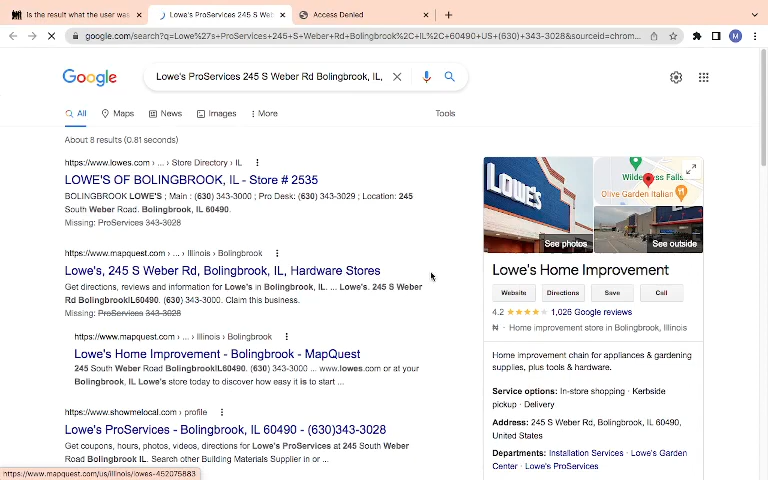 Is the result what the user was
Lowe's ProServices 245 S Web
Access Denied
google.com/search?q=Lowe%27s+ProServices+245+S+Weber+Rd+Bolingbrook%2C+IL%2C+60490+US+(630)+343-3028&sourceid=chrom...
M
Google
Lowe's ProServices 245 S Weber Rd Bolingbrook, IL,
All Maps News Images More Tools
About 8 results (0.81 seconds)
https://www.lowes.com › ... › Store Directory › IL
LOWE'S OF BOLINGBROOK, IL - Store # 2535
BOLINGBROOK LOWE'S ; Main : (630) 343-3000 ; Pro Desk: (630) 343-3029 ; Location: 245
South Weber Road. Bolingbrook, IL 60490.
Missing: ProServices 343-3028
https://www.mapquest.com › ... › Illinois › Bolingbrook
Lowe's, 245 S Weber Rd, Bolingbrook, IL, Hardware Stores
Get directions, reviews and information for Lowe's in Bolingbrook, IL. ... Lowe's. 245 S Weber
Rd BolingbrookIL60490. (630) 343-3000. Claim this business.
Missing: ProServices 343-3028
https://www.mapquest.com › ... › Illinois › Bolingbrook
Lowe's Home Improvement - Bolingbrook - MapQuest
245 South Weber Road BolingbrookIL60490. (630) 343-3000 ... www.lowes.com or at your
Bolingbrook, IL Lowe's store today to discover how easy it is to start ...
https://www.showmelocal.com › profile
Lowe's ProServices - Bolingbrook, IL 60490 - (630)343-3028
Get coupons, hours, photos, videos, directions for Lowe's ProServices at 245 South Weber
Road Bolingbrook IL. Search other Building Materials Supplier in or ...
https://www.mapquest.com/us/illinois/lowes-452075883
LOWE'S
Wilderness Falls
Olive Garden Italian
See photos
See outside
Lowe's Home Improvement
Website Directions Save Call
4.2 1,026 Google reviews
₦ · Home improvement store in Bolingbrook, Illinois
Home improvement chain for appliances & gardening
supplies, plus tools & hardware.
Service options: In-store shopping · Kerbside
pickup · Delivery
Address: 245 S Weber Rd, Bolingbrook, IL 60490,
United States
Departments: Installation Services · Lowe's Garden
Center · Lowe's ProServices